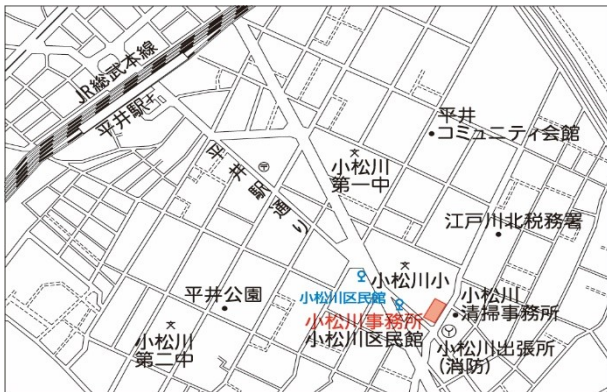 JR総武本線
平井駅
平井駅通り
平井
コミュニティ会館
小松川
第一中
江戸川北税務署
小松川小
小松川区民館
小松川事務所
小松川区民館
小松川
清掃事務所
小松川出張所
(消防)
平井公園
小松川
第二中